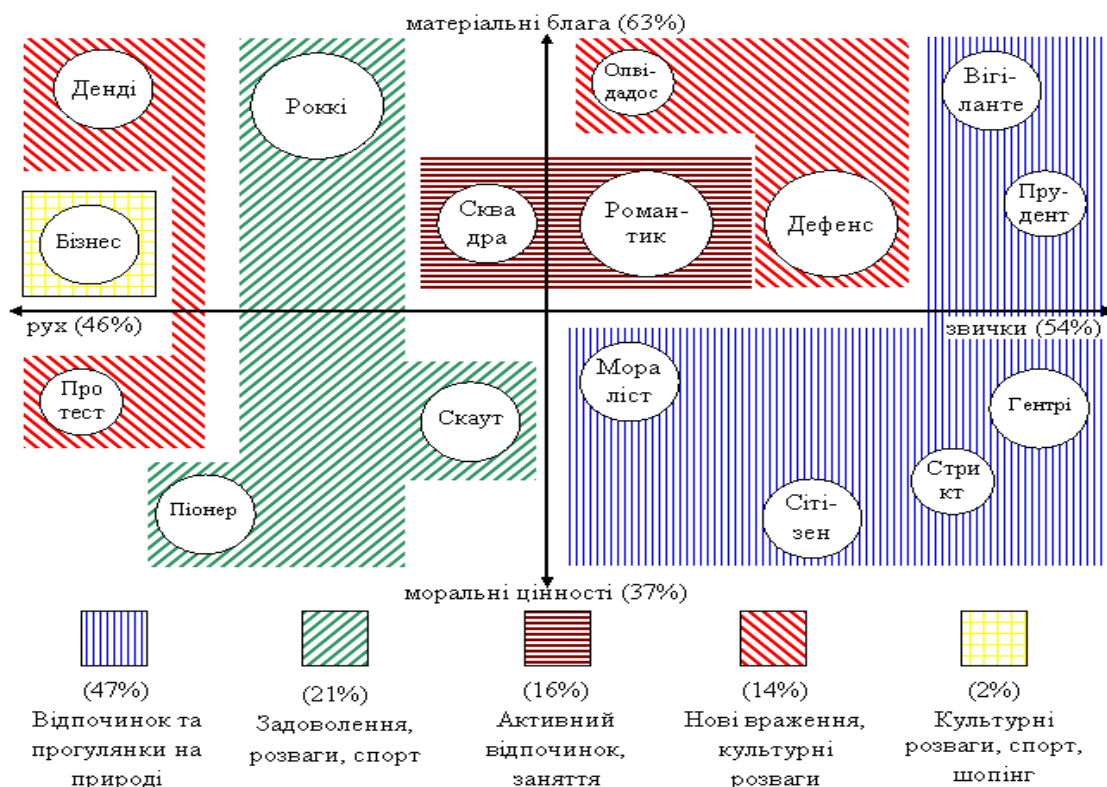 матеріальні блага (63%)
Денді
Роккі
Олві-
дадос
Вігі-
ланте
Бізнес
Сква
дра
Роман-
тик
Дефенс
Пру-
дент
рух (46%)
звички (54%)
Про
тест
Скаут
Мора
ліст
Гентрі
Піонер
Сіті-
зен
Стри
кт
моральні цінності (37%)
(47%)
Відпочинок та
прогулянки на
природі
(21%)
Задоволення,
розваги, спорт
(16%)
Активний
відпочинок,
заняття
(14%)
Нові враження,
культурні
розваги
(2%)
Культурні
розваги, спорт,
шопінг